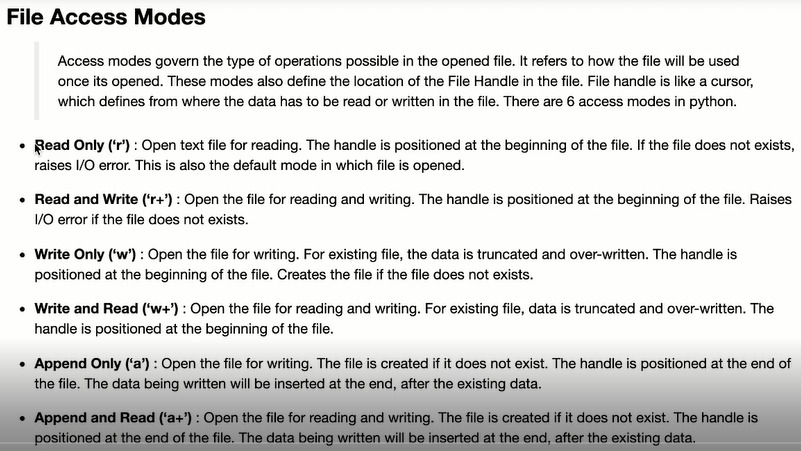 File Access Modes
Access modes govern the type of operations possible in the opened file. It refers to how the file will be used
once its opened. These modes also define the location of the File Handle in the file. File handle is like a cursor,
which defines from where the data has to be read or written in the file. There are 6 access modes in python.
• Read Only (‘r’) : Open text file for reading. The handle is positioned at the beginning of the file. If the file does not exists,
raises I/O error. This is also the default mode in which file is opened.
• Read and Write (‘r+’) : Open the file for reading and writing. The handle is positioned at the beginning of the file. Raises
I/O error if the file does not exists.
• Write Only (‘w’) : Open the file for writing. For existing file, the data is truncated and over-written. The handle is
positioned at the beginning of the file. Creates the file if the file does not exists.
• Write and Read (‘w+’) : Open the file for reading and writing. For existing file, data is truncated and over-written. The
handle is positioned at the beginning of the file.
• Append Only (‘a’) : Open the file for writing. The file is created if it does not exist. The handle is positioned at the end of
the file. The data being written will be inserted at the end, after the existing data.
• Append and Read (‘a+’) : Open the file for reading and writing. The file is created if it does not exist. The handle is
positioned at the end of the file. The data being written will be inserted at the end, after the existing data.